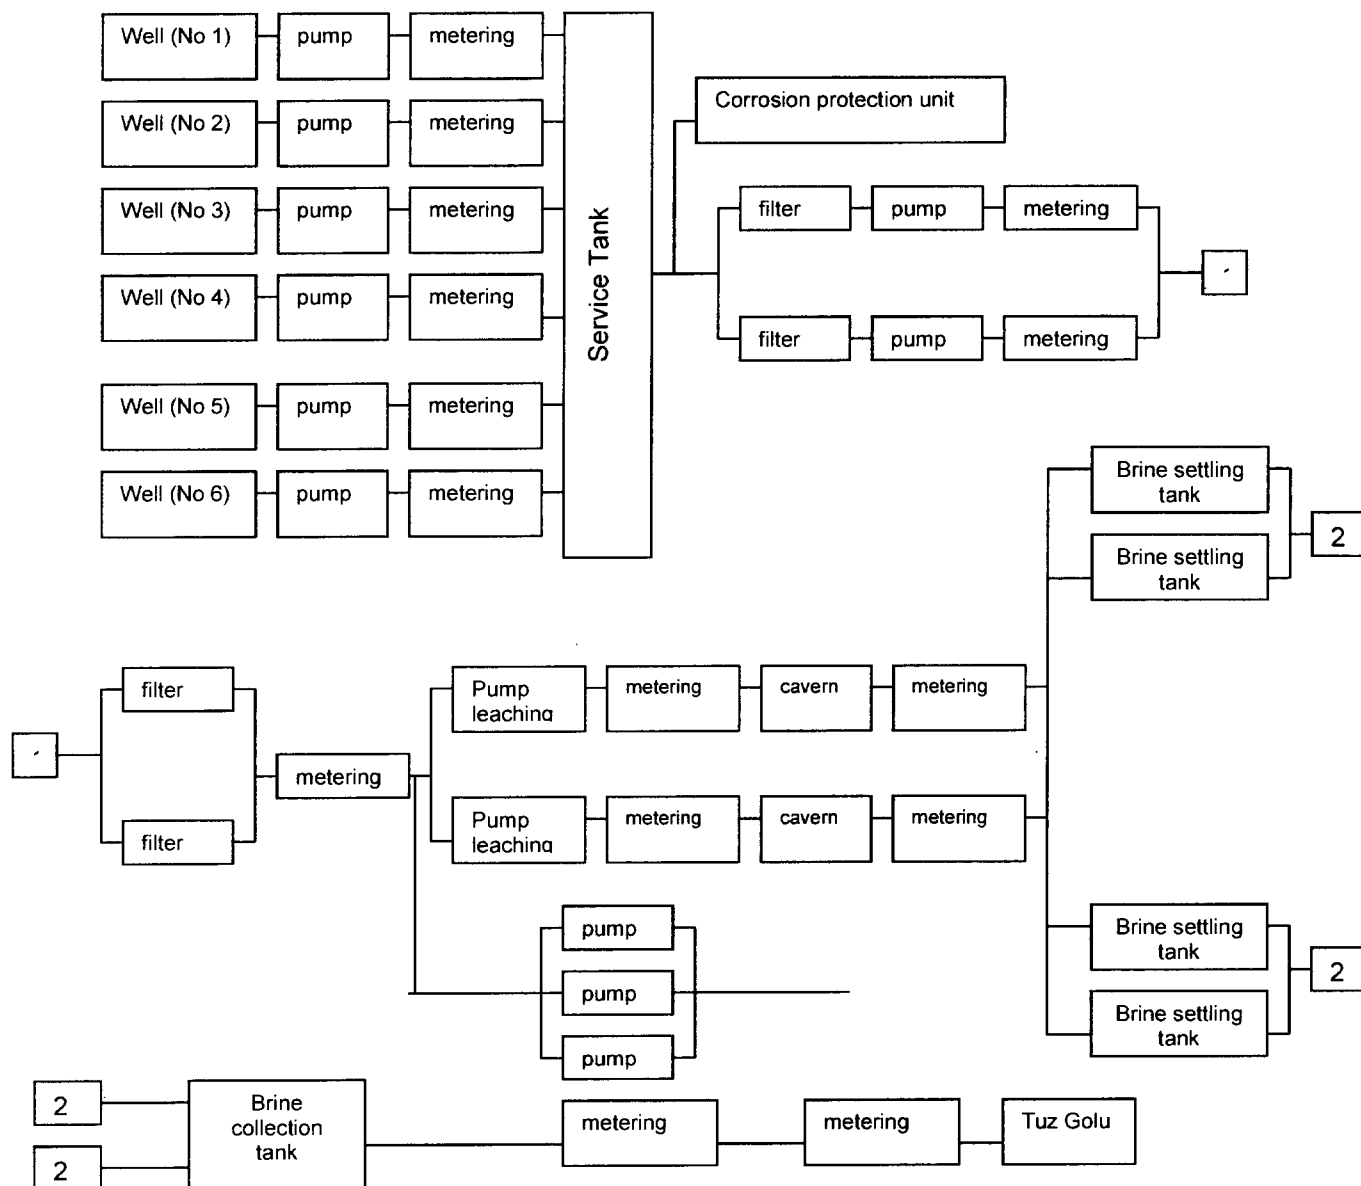 Well (No 1) pump metering
Corrosion protection unit
Well (No 2) pump metering
Well (No 3) pump metering
filter pump metering
Service Tank
Well (No 4) pump metering
filter pump metering
Well (No 5) pump metering
Well (No 6) pump metering
Brine settling
tank
2
Brine settling
tank
filter
Pump
leaching
metering
cavern
metering
metering
filter
Pump
leaching
metering
cavern
metering
pump
pump
pump
Brine settling
tank
2
Brine settling
tank
2
2
Brine
collection
tank
metering
metering
Tuz Golu